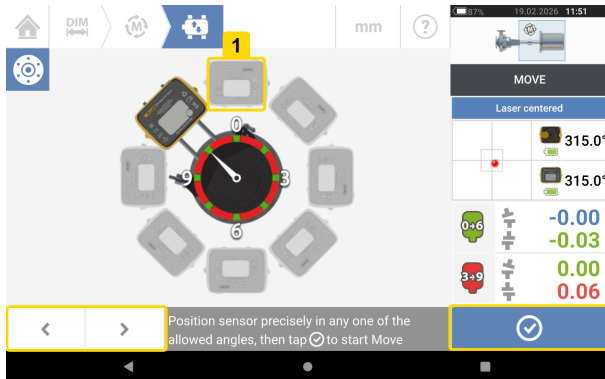 DIM
M
mm
?
87%
19.02.2026 11:51
M
MOVE
Laser centered
315.0°
315.0°
1
0
9
3
6
0→6
-0.00
-0.03
3→9
0.00
0.06
Position sensor precisely in any one of the
allowed angles, then tap to start Move